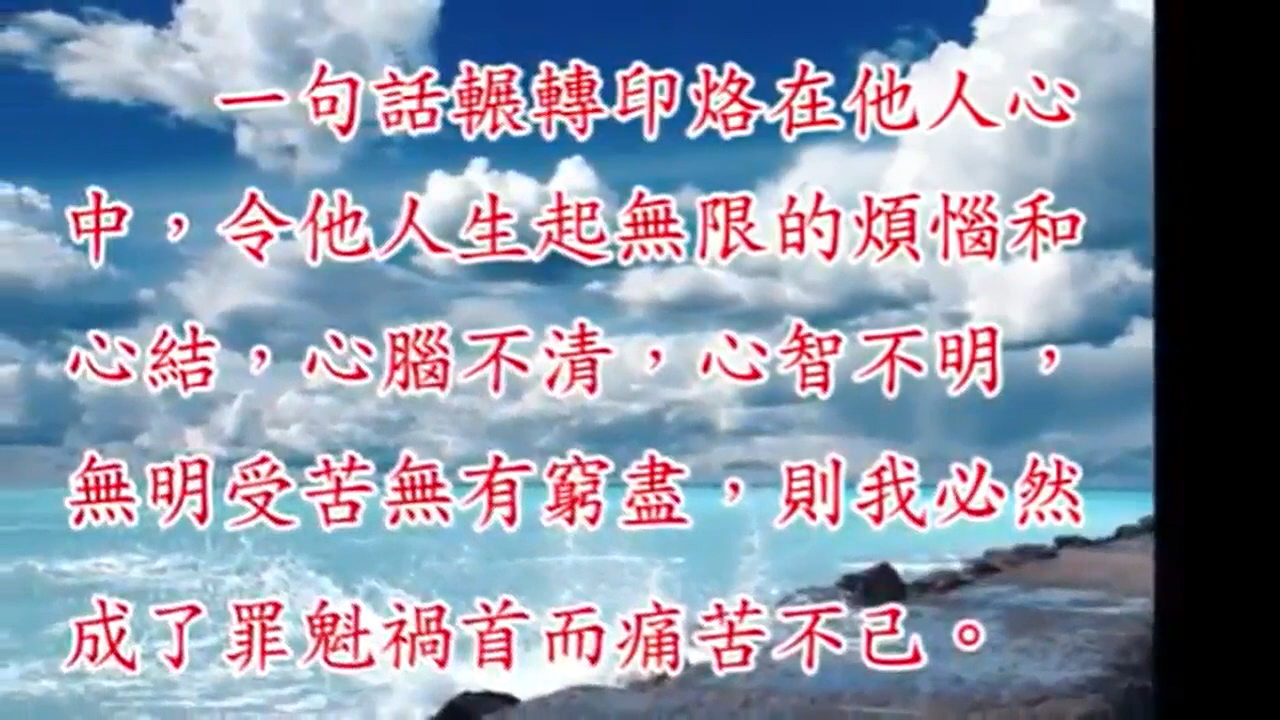 一句話輾轉印烙在他人心
中，令他人生起無限的煩惱和
心結，心腦不清，心智不明，
無明受苦無有窮盡，則我必然
成了罪魁禍首而痛苦不已。